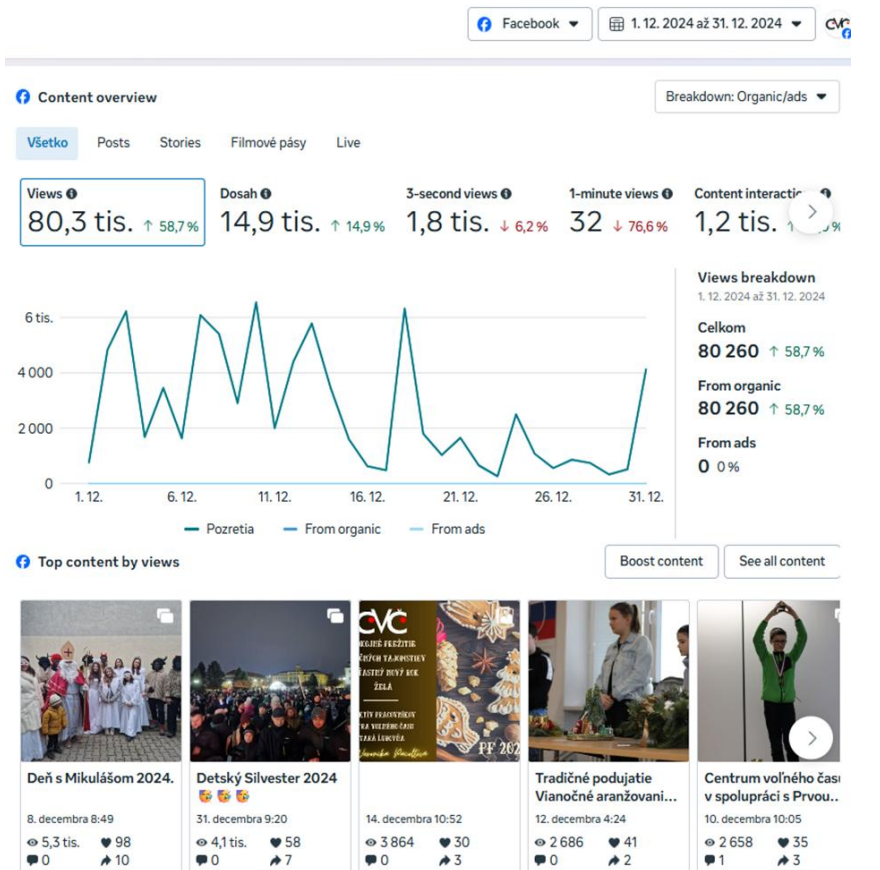 Facebook
1. 12. 2024 až 31. 12. 2024
CVČ
Content overview
Breakdown: Organic/ads
Všetko Posts Stories Filmové pásy Live
Views Dosah 3-second views 1-minute views Content interactio
80,3 tis. ↑ 58,7% 14,9 tis. ↑ 14,9% 1,8 tis. ↓ 6,2% 32 ↓ 76,6% 1,2 tis. ↑
Views breakdown
1. 12. 2024 až 31. 12. 2024
Celkom
80 260 ↑ 58,7%
From organic
80 260 ↑ 58,7%
From ads
0 0%
6 tis.
4 000
2 000
0
1. 12. 6. 12. 11. 12. 16. 12. 21. 12. 26. 12. 31. 12.
Pozretia From organic From ads
Top content by views
Boost content See all content
CVČ
ŽELÁ
PF 202
Deň s Mikulášom 2024.
8. decembra 8:49
5,3 tis. 98
0 10
Detský Silvester 2024
31. decembra 9:20
4,1 tis. 58
0 7
14. decembra 10:52
3 864 30
0 3
Tradičné podujatie
Vianočné aranžovani...
12. decembra 4:24
2 686 41
0 2
Centrum voľného času
v spolupráci s Prvou...
10. decembra 10:05
2 658 35
1 3